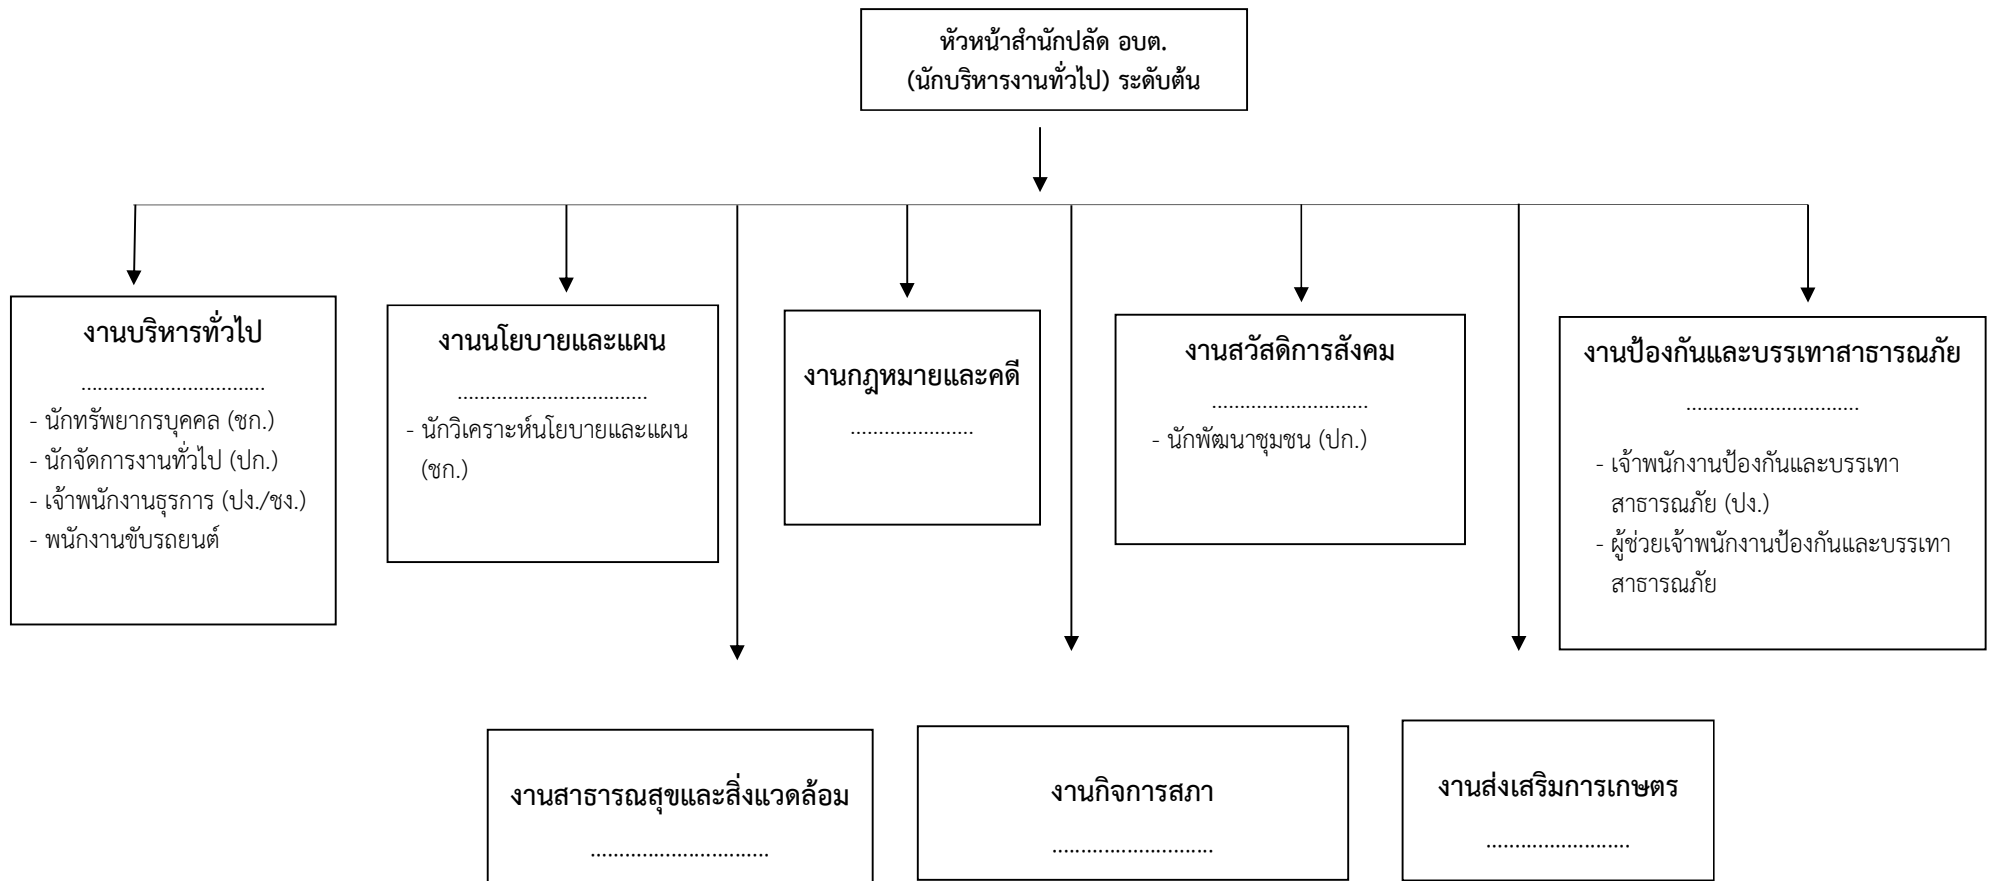 หัวหน้าสำนักปลัด อบต.
(นักบริหารงานทั่วไป) ระดับต้น
งานบริหารทั่วไป
.................................
- นักทรัพยากรบุคคล (ชก.)
- นักจัดการงานทั่วไป (ปก.)
- เจ้าพนักงานธุรการ (ปง./ชง.)
- พนักงานขับรถยนต์
งานนโยบายและแผน
..................................
- นักวิเคราะห์นโยบายและแผน
(ชก.)
งานกฎหมายและคดี
......................
งานสวัสดิการสังคม
............................
- นักพัฒนาชุมชน (ปก.)
งานป้องกันและบรรเทาสาธารณภัย
...............................
- เจ้าพนักงานป้องกันและบรรเทา
สาธารณภัย (ปง.)
- ผู้ช่วยเจ้าพนักงานป้องกันและบรรเทา
สาธารณภัย
งานสาธารณสุขและสิ่งแวดล้อม
................................
งานกิจการสภา
.............................
งานส่งเสริมการเกษตร
..........................